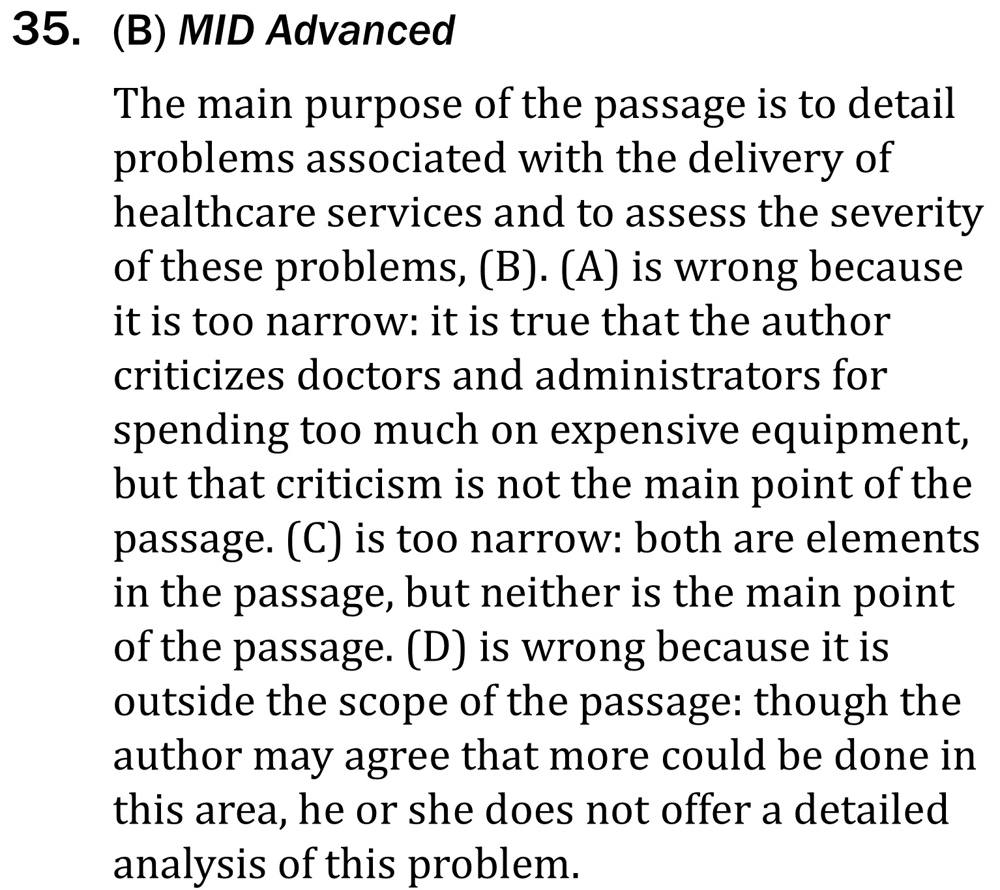 35. (B) MID Advanced
The main purpose of the passage is to detail
problems associated with the delivery of
healthcare services and to assess the severity
of these problems, (B). (A) is wrong because
it is too narrow: it is true that the author
criticizes doctors and administrators for
spending too much on expensive equipment,
but that criticism is not the main point of the
passage. (C) is too narrow: both are elements
in the passage, but neither is the main point
of the passage. (D) is wrong because it is
outside the scope of the passage: though the
author may agree that more could be done in
this area, he or she does not offer a detailed
analysis of this problem.